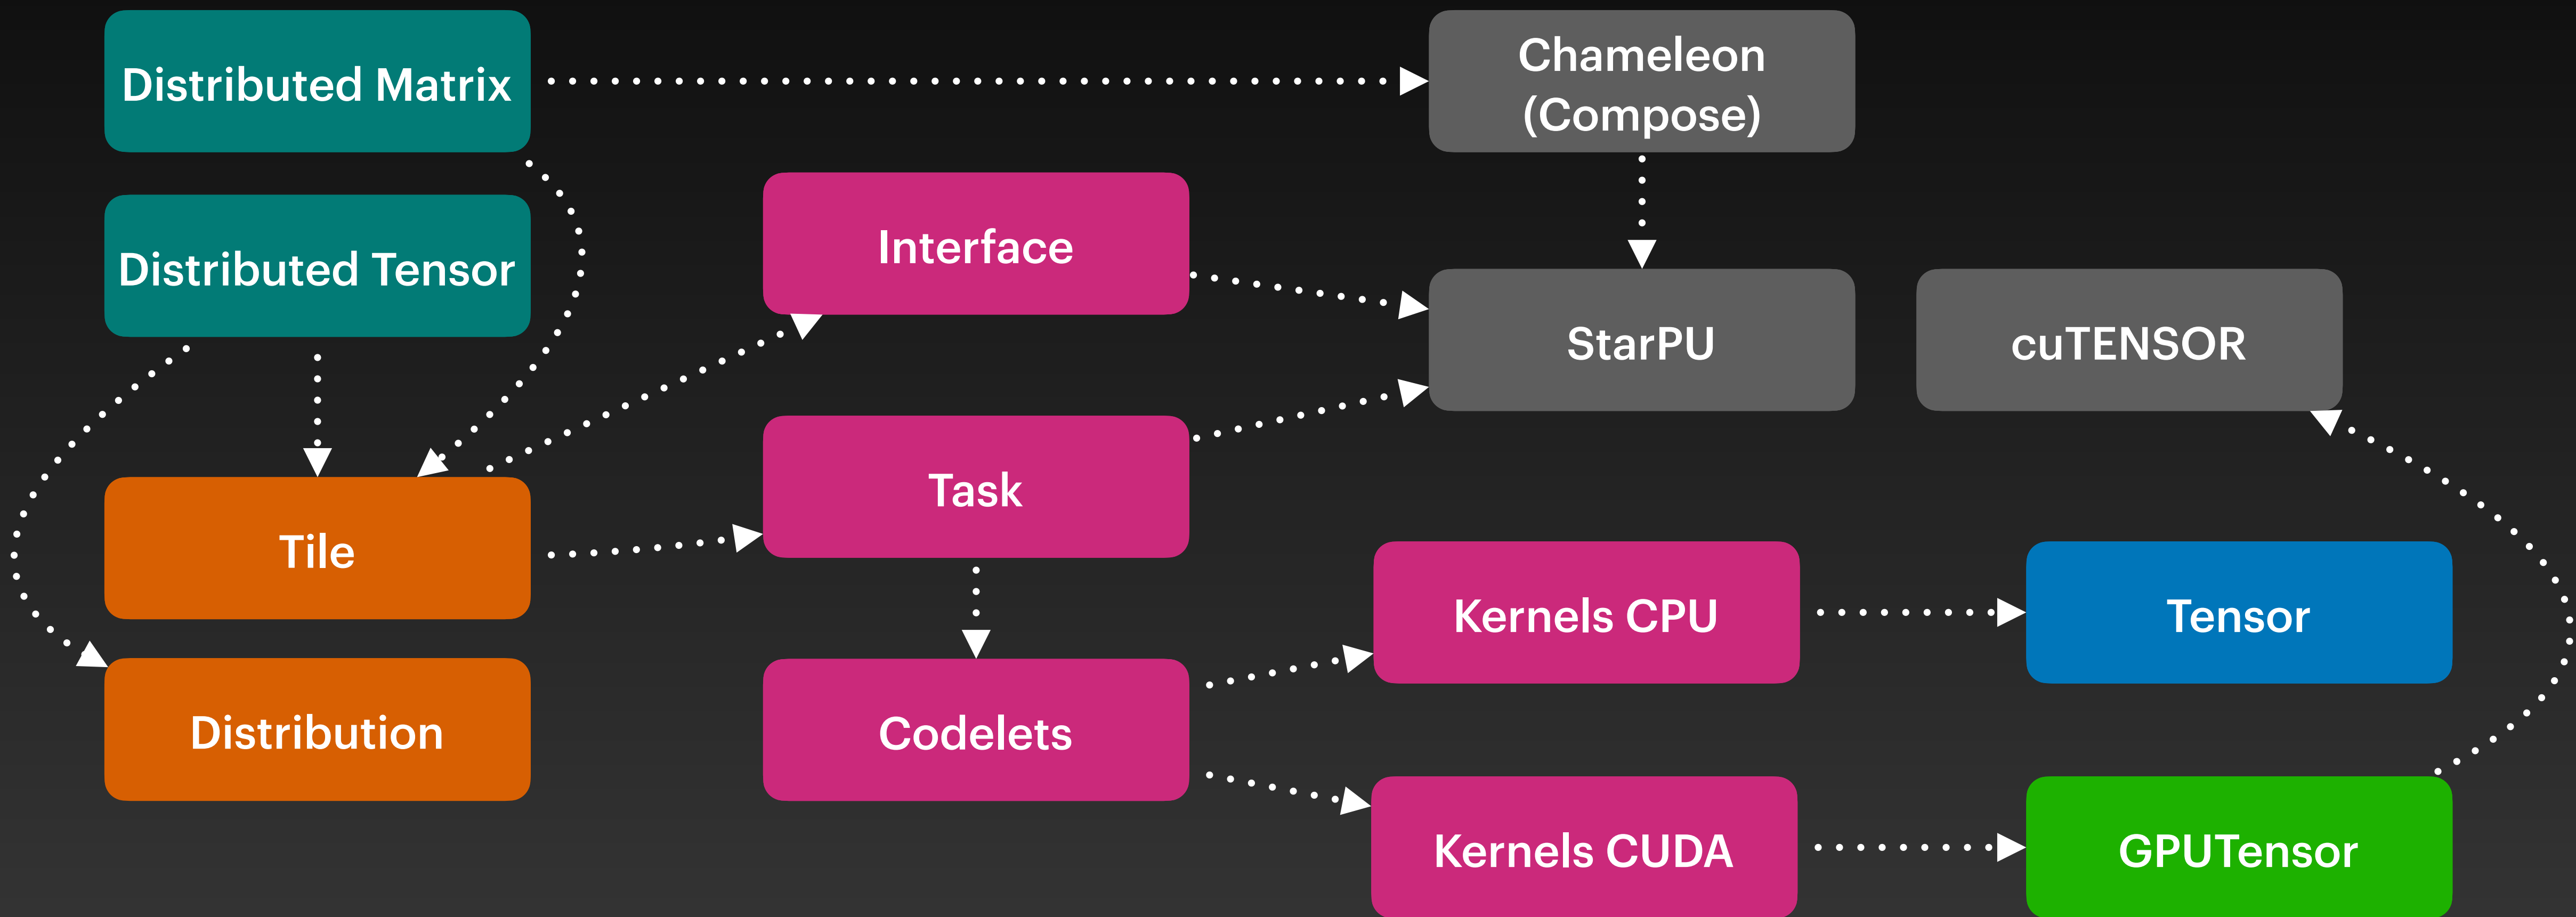 Distributed Matrix
Chameleon
(Compose)
Distributed Tensor
Interface
StarPU
cuTENSOR
Task
Tile
Kernels CPU
Tensor
Distribution
Codelets
Kernels CUDA
GPUTensor